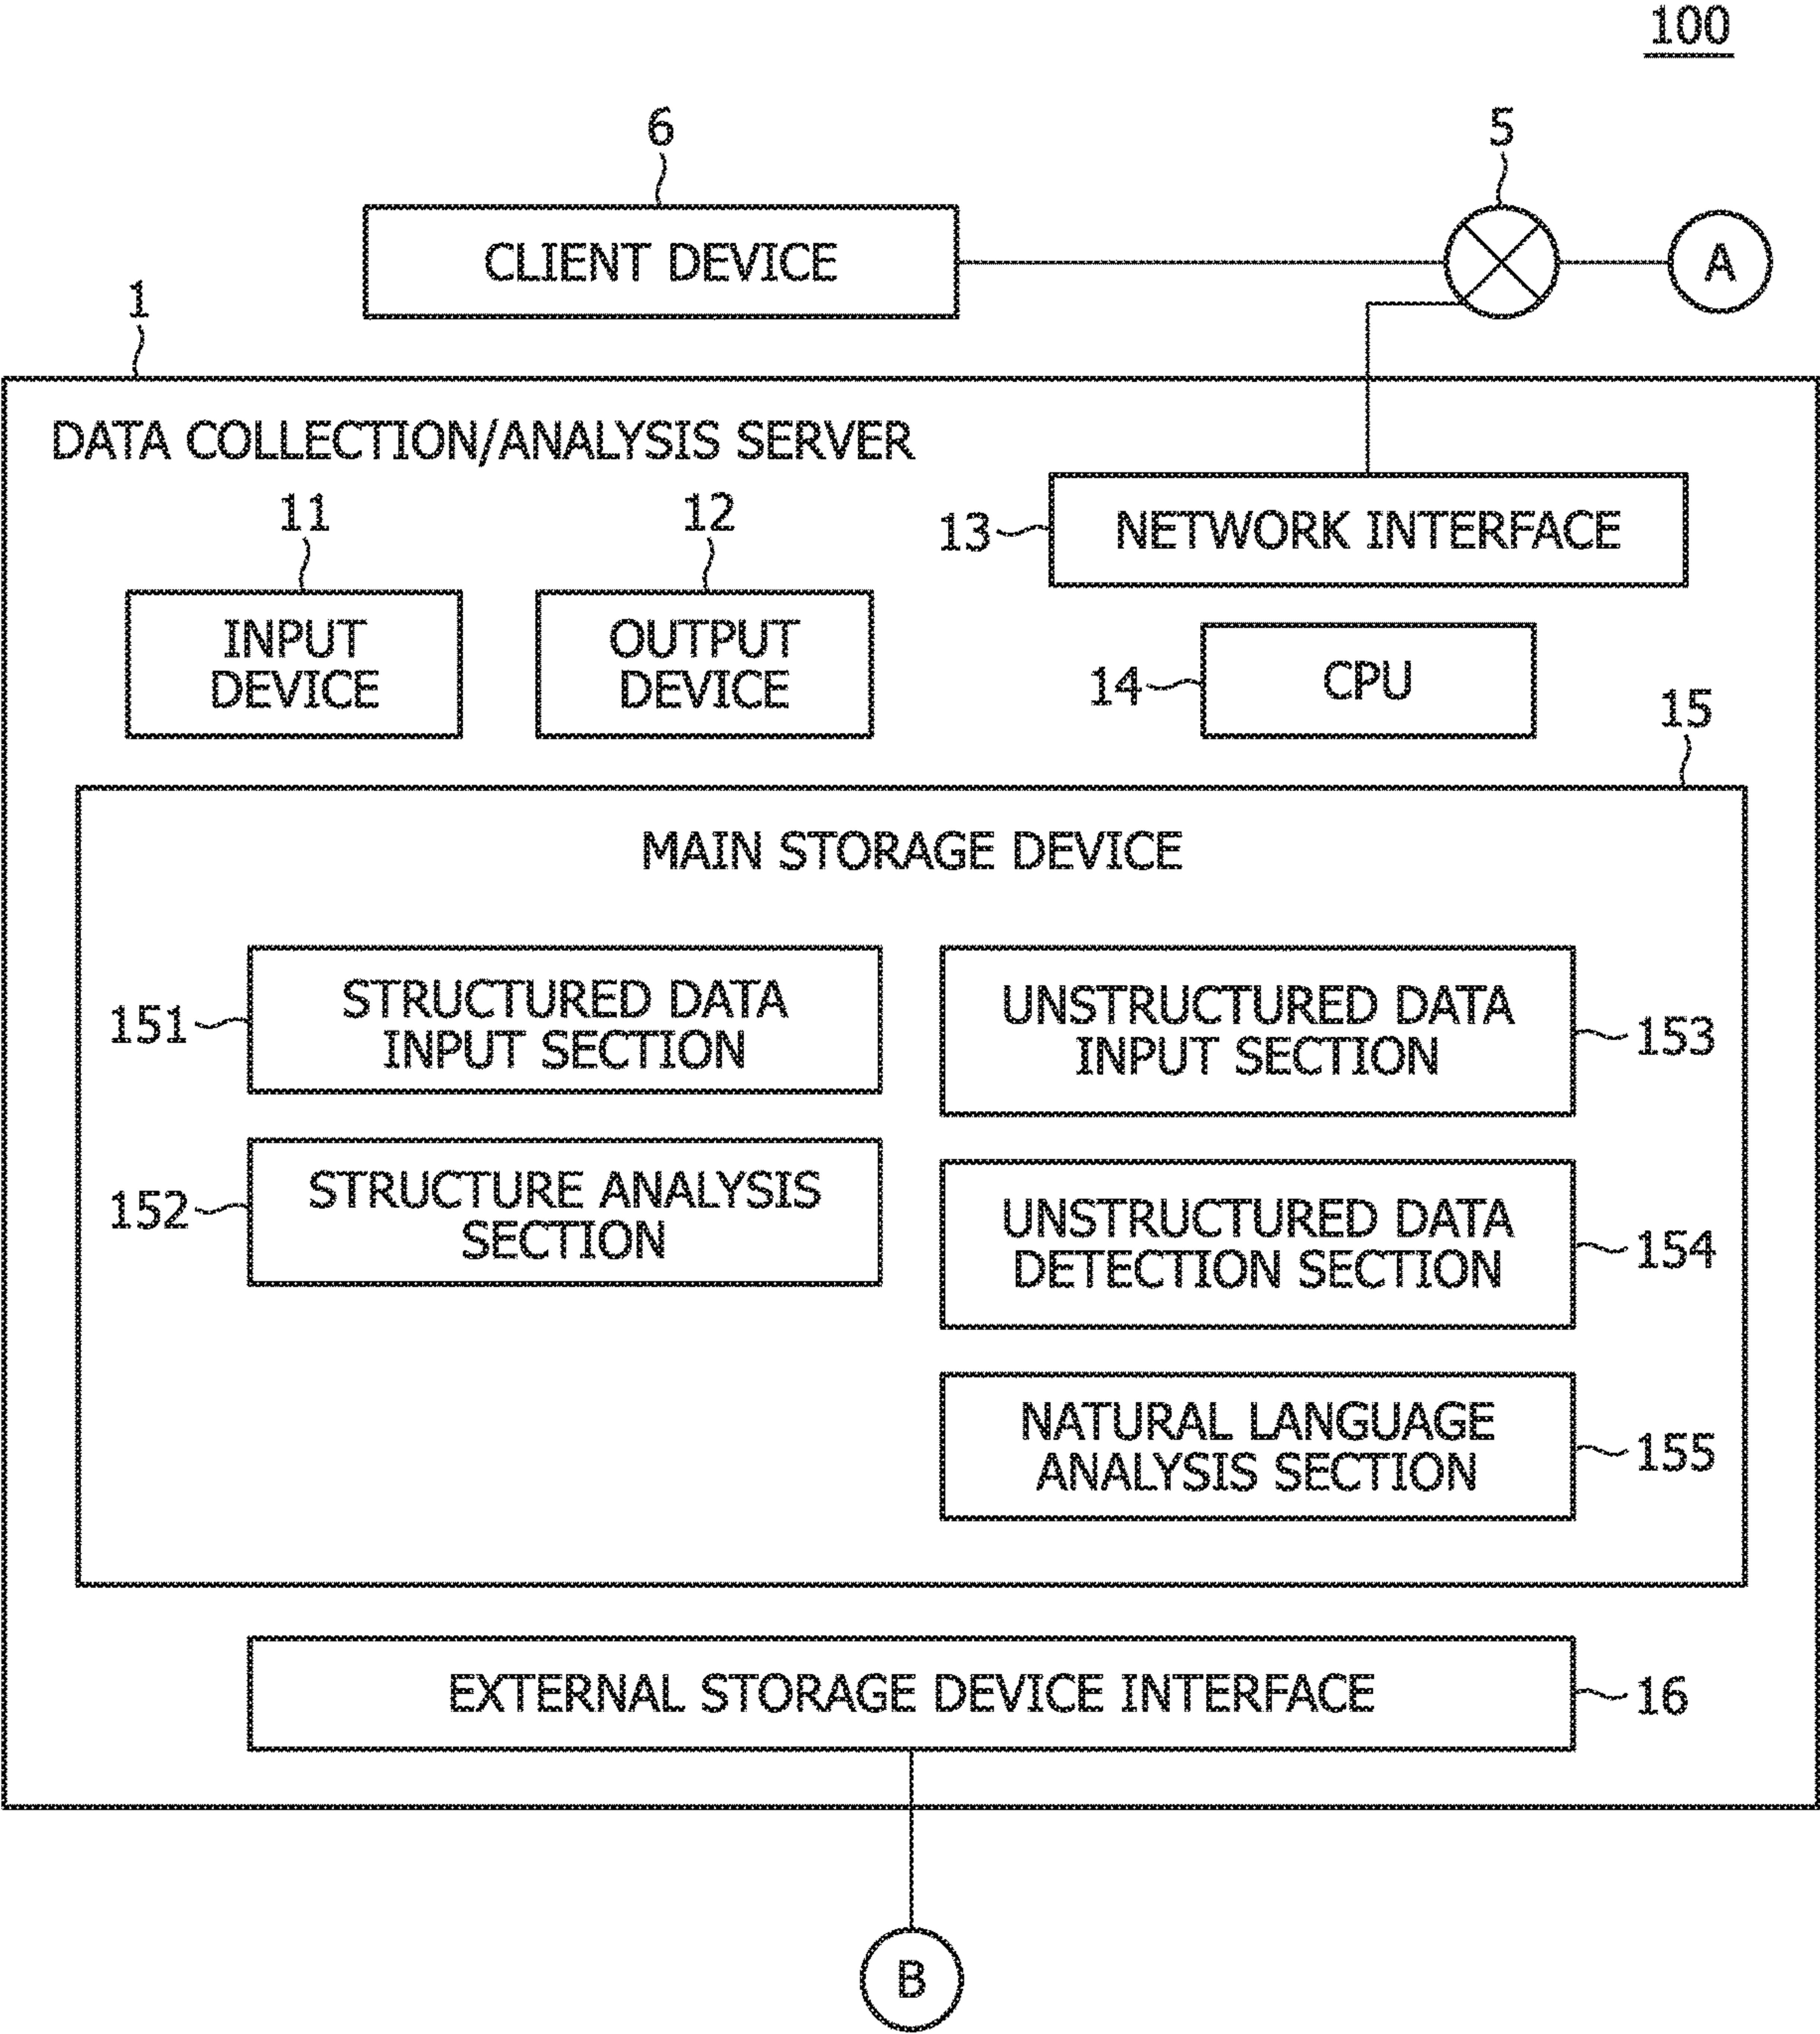 100
6
5
CLIENT DEVICE
A
1
DATA COLLECTION/ANALYSIS SERVER
11
12
13
NETWORK INTERFACE
INPUT
DEVICE
OUTPUT
DEVICE
14
CPU
15
MAIN STORAGE DEVICE
151
STRUCTURED DATA
INPUT SECTION
UNSTRUCTURED DATA
INPUT SECTION
153
152
STRUCTURE ANALYSIS
SECTION
UNSTRUCTURED DATA
DETECTION SECTION
154
NATURAL LANGUAGE
ANALYSIS SECTION
155
EXTERNAL STORAGE DEVICE INTERFACE
16
B